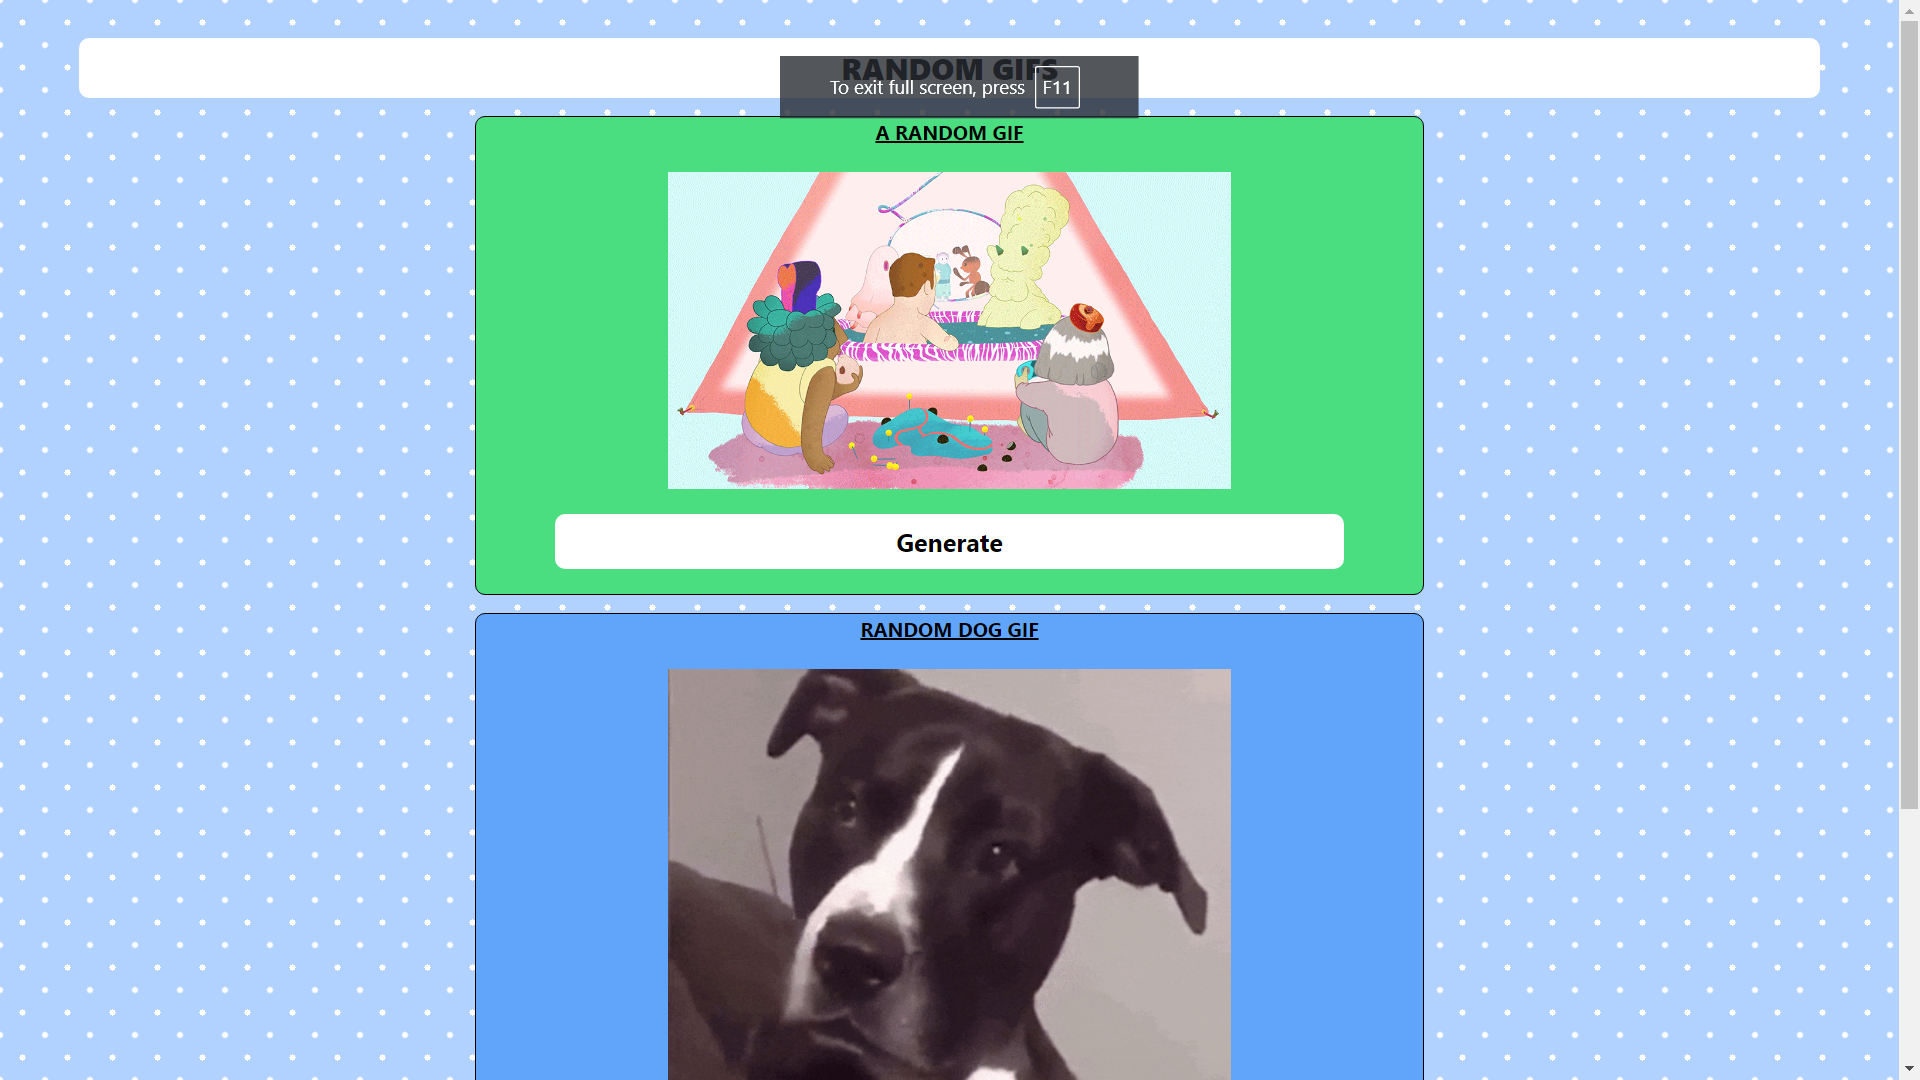 RANDOM GIFS
To exit full screen, press F11
A RANDOM GIF
Generate
RANDOM DOG GIF